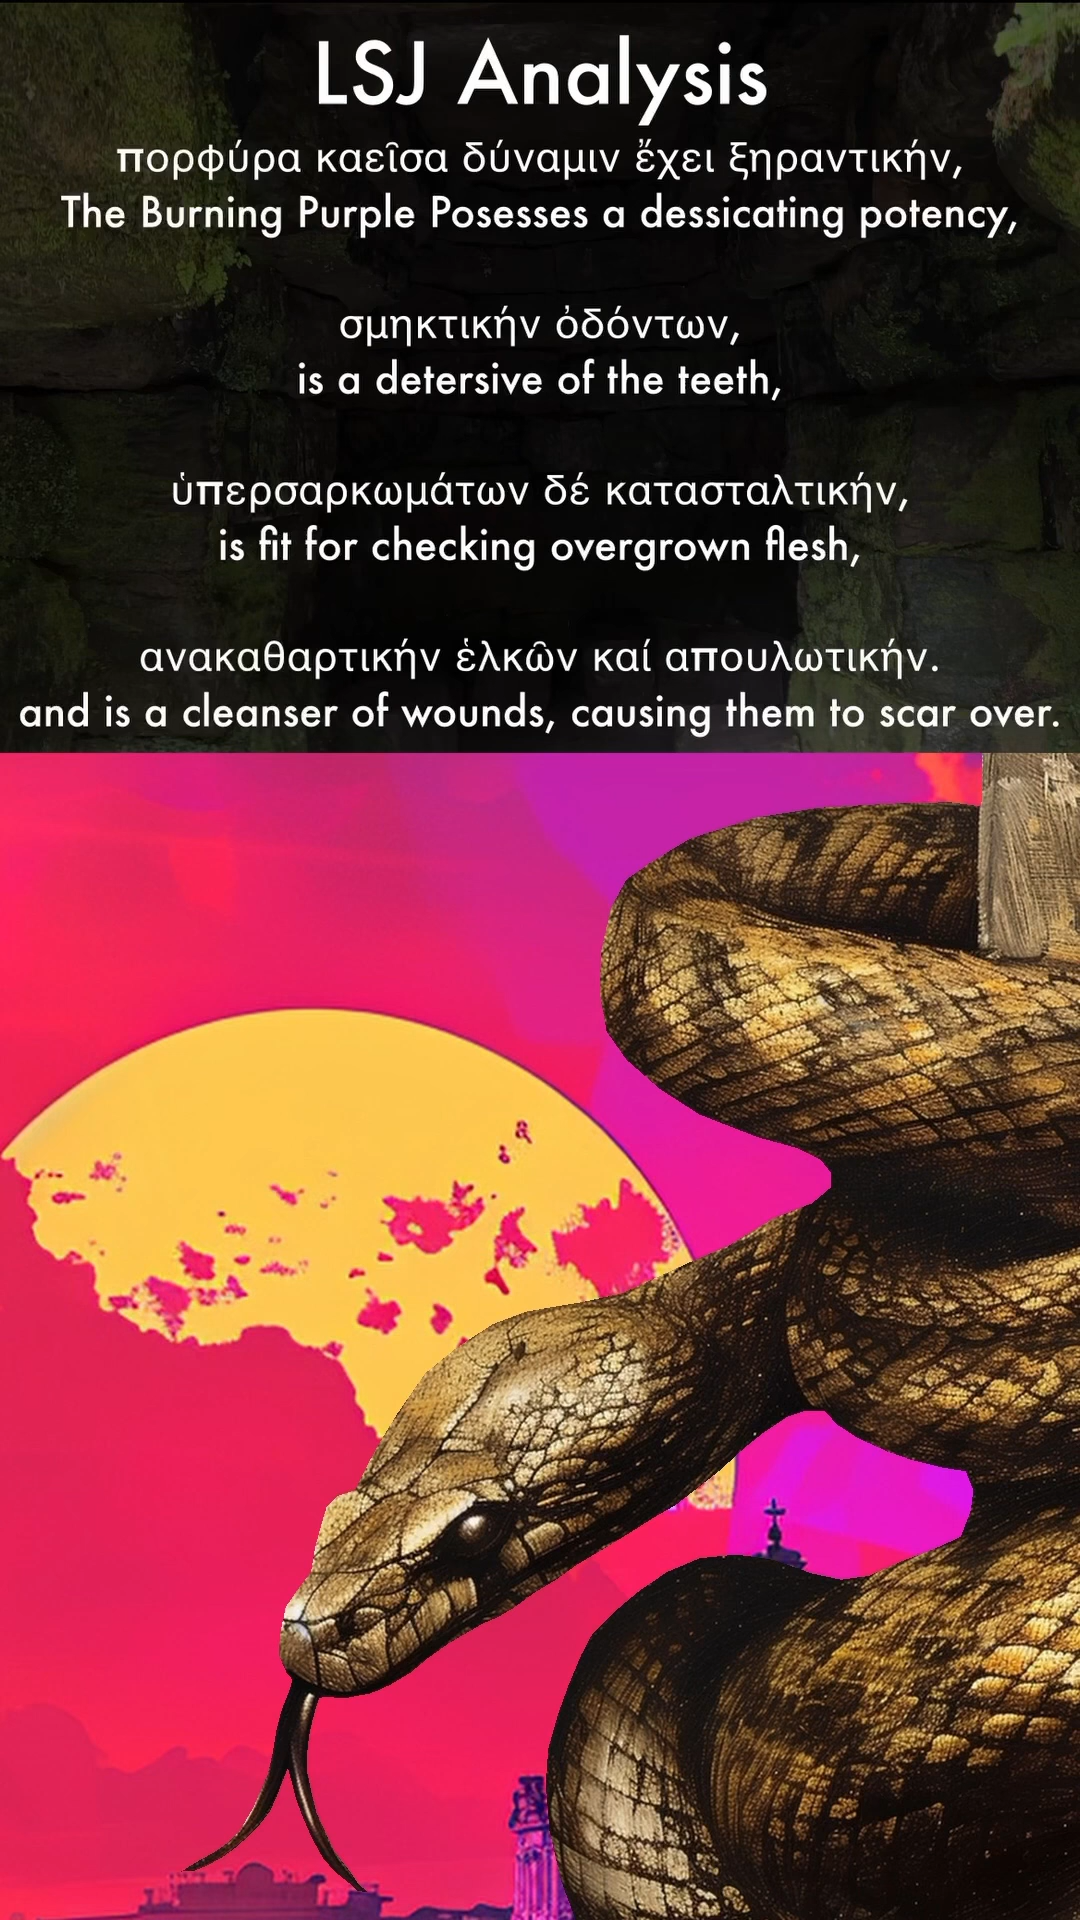 LSJ Analysis
πορφύρα καεῖσα δύναμιν ἔχει ξηραντικήν,
The Burning Purple Posesses a dessicating potency,
σμηκτικήν ὀδόντων,
is a detersive of the teeth,
ὑπερσαρκωμάτων δέ κατασταλτικήν,
is fit for checking overgrown flesh,
ανακαθαρτικήν ἑλκῶν καί απουλωτικήν.
and is a cleanser of wounds, causing them to scar over.